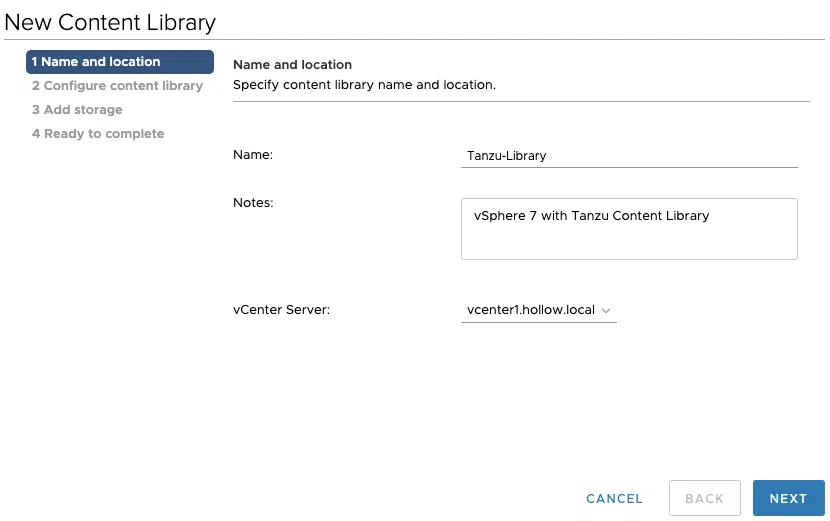 New Content Library
1 Name and location
2 Configure content library
3 Add storage
4 Ready to complete
Name and location
Specify content library name and location.
Name:
Tanzu-Library
Notes:
vSphere 7 with Tanzu Content Library
vCenter Server:
vcenter1.hollow.local
CANCEL
BACK
NEXT